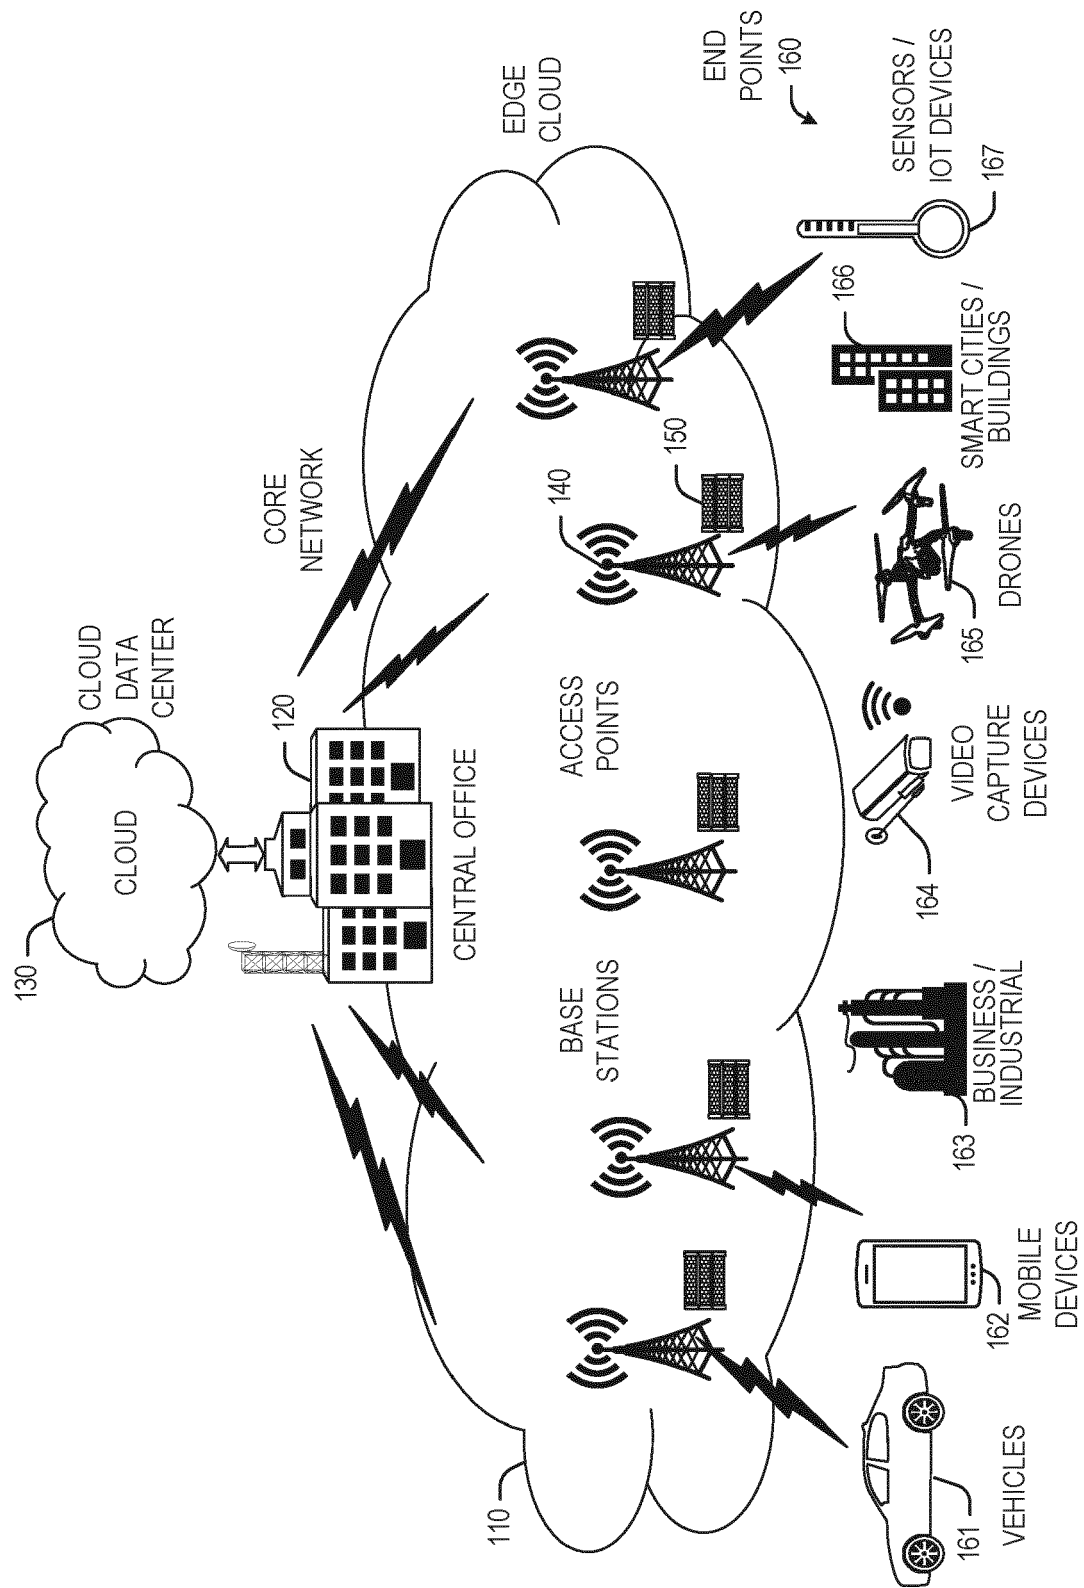 130
CLOUD
CLOUD
DATA
CENTER
120
CORE
NETWORK
CENTRAL OFFICE
110
EDGE
CLOUD
BASE
STATIONS
ACCESS
POINTS
140
150
END
POINTS
160
161
VEHICLES
162
MOBILE
DEVICES
163
BUSINESS /
INDUSTRIAL
164
VIDEO
CAPTURE
DEVICES
165
DRONES
166
SMART CITIES /
BUILDINGS
167
SENSORS /
IOT DEVICES